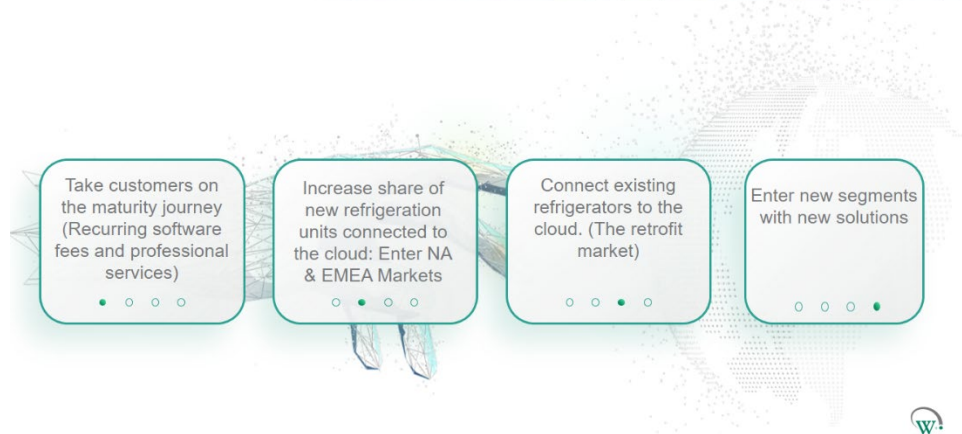 Take customers on
the maturity journey
(Recurring software
fees and professional
services)
Increase share of
new refrigeration
units connected to
the cloud: Enter NA
& EMEA Markets
Connect existing
refrigerators to the
cloud. (The retrofit
market)
Enter new segments
with new solutions
W